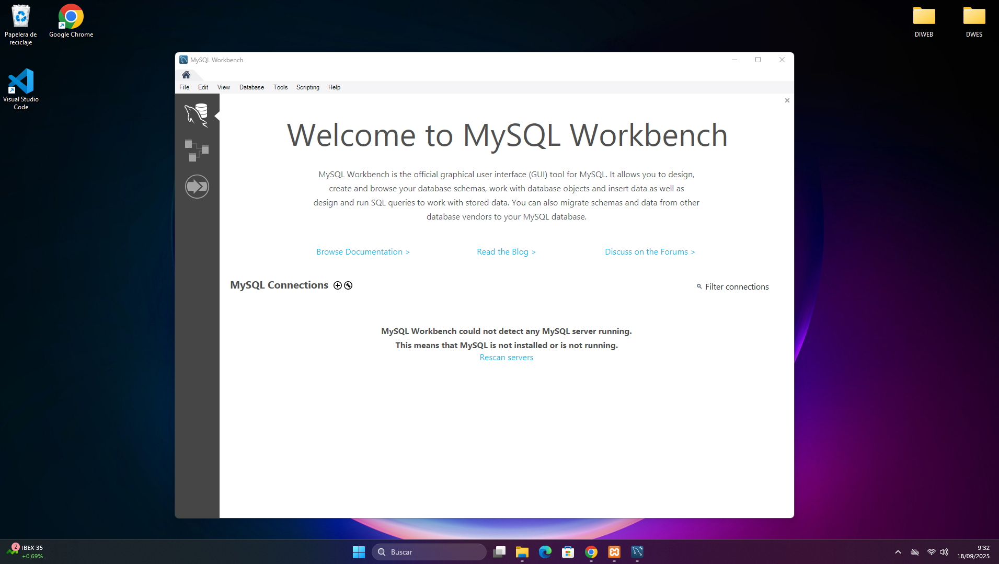 Papelera de
reciclaje
Google Chrome
Visual Studio
Code
DIWEB
DWES
MySQL Workbench
File Edit View Database Tools Scripting Help
Welcome to MySQL Workbench
MySQL Workbench is the official graphical user interface (GUI) tool for MySQL. It allows you to design,
create and browse your database schemas, work with database objects and insert data as well as
design and run SQL queries to work with stored data. You can also migrate schemas and data from other
database vendors to your MySQL database.
Browse Documentation > Read the Blog > Discuss on the Forums >
MySQL Connections
Filter connections
MySQL Workbench could not detect any MySQL server running.
This means that MySQL is not installed or is not running.
Rescan servers
2
IBEX 35
+0,69%
Buscar
9:32
18/09/2025